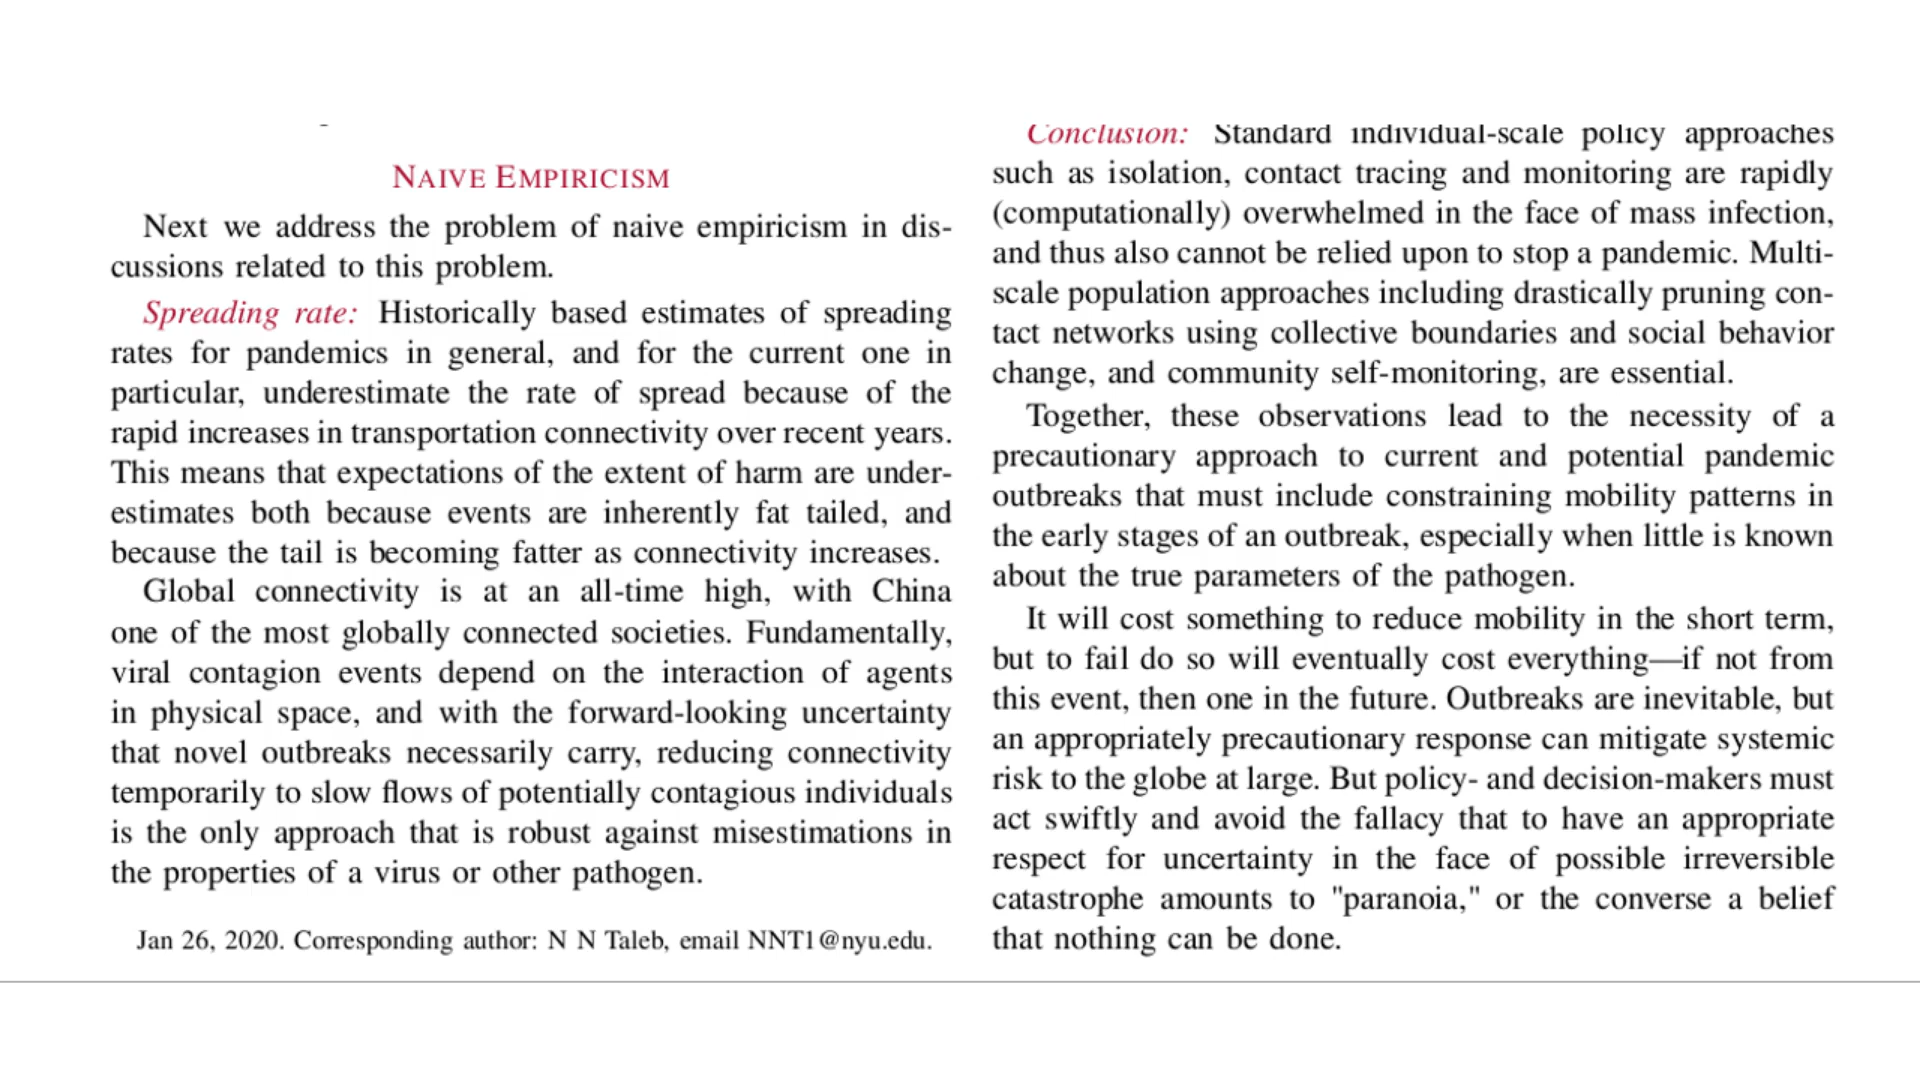 NAIVE EMPIRICISM
Next we address the problem of naive empiricism in dis-
cussions related to this problem.
Spreading rate: Historically based estimates of spreading
rates for pandemics in general, and for the current one in
particular, underestimate the rate of spread because of the
rapid increases in transportation connectivity over recent years.
This means that expectations of the extent of harm are under-
estimates both because events are inherently fat tailed, and
because the tail is becoming fatter as connectivity increases.
Global connectivity is at an all-time high, with China
one of the most globally connected societies. Fundamentally,
viral contagion events depend on the interaction of agents
in physical space, and with the forward-looking uncertainty
that novel outbreaks necessarily carry, reducing connectivity
temporarily to slow flows of potentially contagious individuals
is the only approach that is robust against misestimations in
the properties of a virus or other pathogen.
Jan 26, 2020. Corresponding author: N N Taleb, email NNT1@nyu.edu.
Conclusion: Standard individual-scale policy approaches
such as isolation, contact tracing and monitoring are rapidly
(computationally) overwhelmed in the face of mass infection,
and thus also cannot be relied upon to stop a pandemic. Multi-
scale population approaches including drastically pruning con-
tact networks using collective boundaries and social behavior
change, and community self-monitoring, are essential.
Together, these observations lead to the necessity of a
precautionary approach to current and potential pandemic
outbreaks that must include constraining mobility patterns in
the early stages of an outbreak, especially when little is known
about the true parameters of the pathogen.
It will cost something to reduce mobility in the short term,
but to fail do so will eventually cost everything—if not from
this event, then one in the future. Outbreaks are inevitable, but
an appropriately precautionary response can mitigate systemic
risk to the globe at large. But policy- and decision-makers must
act swiftly and avoid the fallacy that to have an appropriate
respect for uncertainty in the face of possible irreversible
catastrophe amounts to "paranoia," or the converse a belief
that nothing can be done.